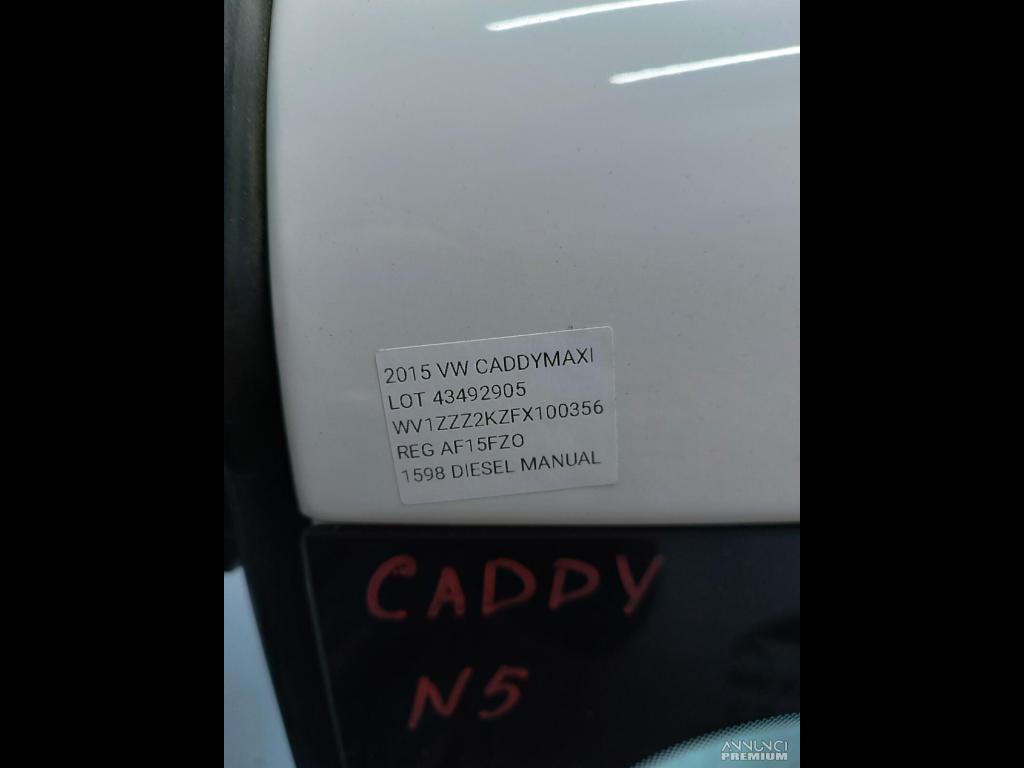 2015 VW CADDYMAXI
LOT 43492905
WV1ZZZ2KZFX100356
REG AF15FZO
1598 DIESEL MANUAL
CADDY
N5
ANNUNCI
PREMIUM